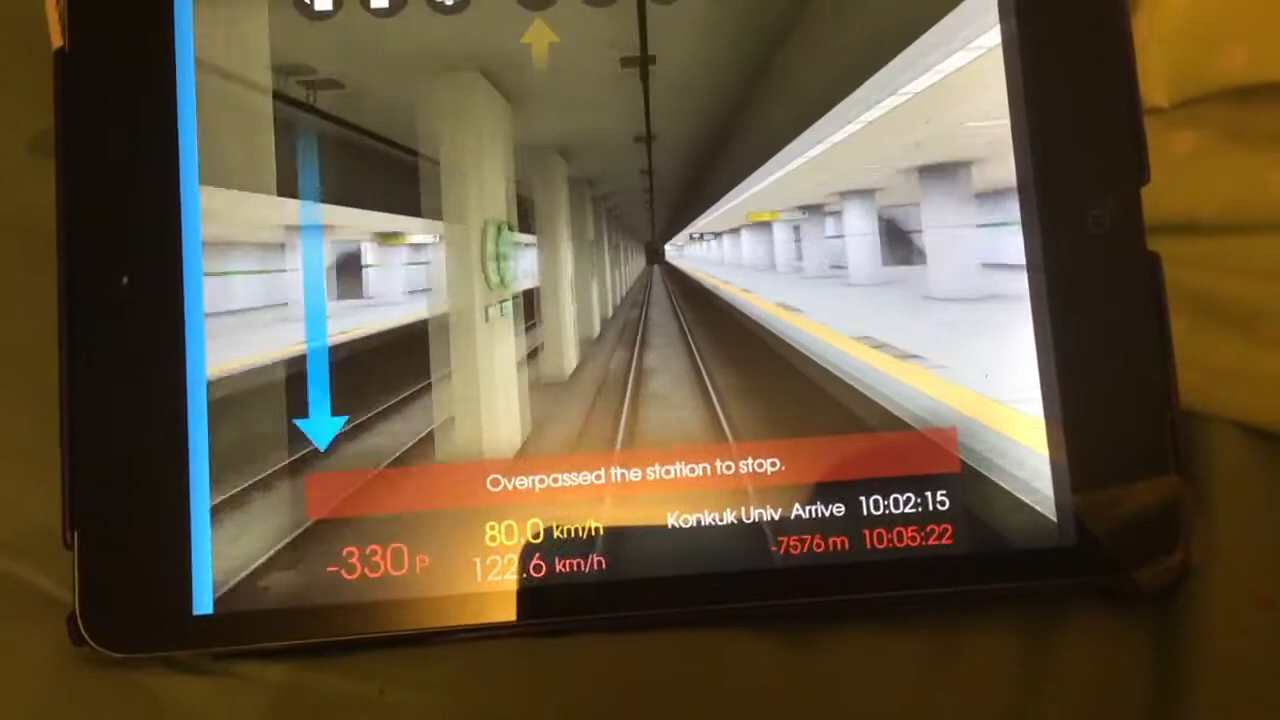 Overpassed the station to stop.
80.0 km/h
Konkuk Univ Arrive 10:02:15
-330 P
122.6 km/h
-7576 m 10:05:22